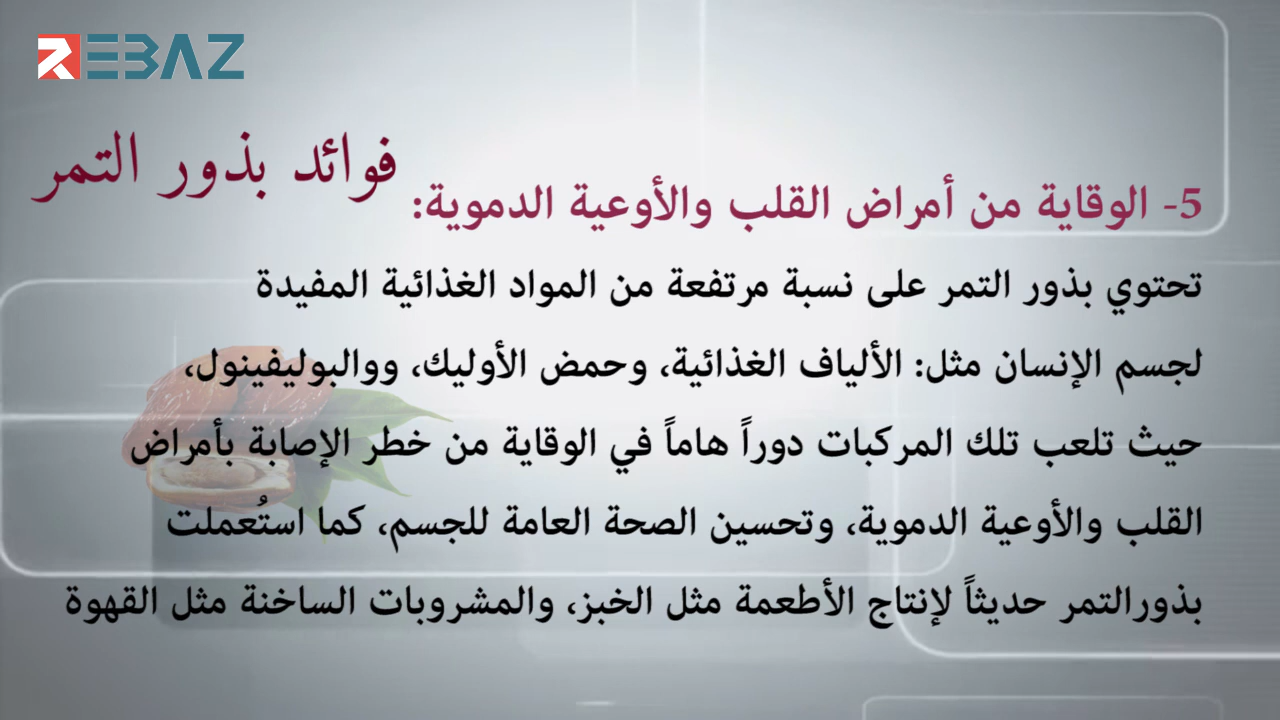 REBAZ
فوائد بذور التمر
5- الوقاية من أمراض القلب والأوعية الدموية:
تحتوي بذور التمر على نسبة مرتفعة من المواد الغذائية المفيدة
لجسم الإنسان مثل: الألياف الغذائية، وحمض الأوليك، ووالبوليفينول،
حيث تلعب تلك المركبات دوراً هاماً في الوقاية من خطر الإصابة بأمراض
القلب والأوعية الدموية، وتحسين الصحة العامة للجسم، كما استُعملت
بذورالتمر حديثاً لإنتاج الأطعمة مثل الخبز، والمشروبات الساخنة مثل القهوة